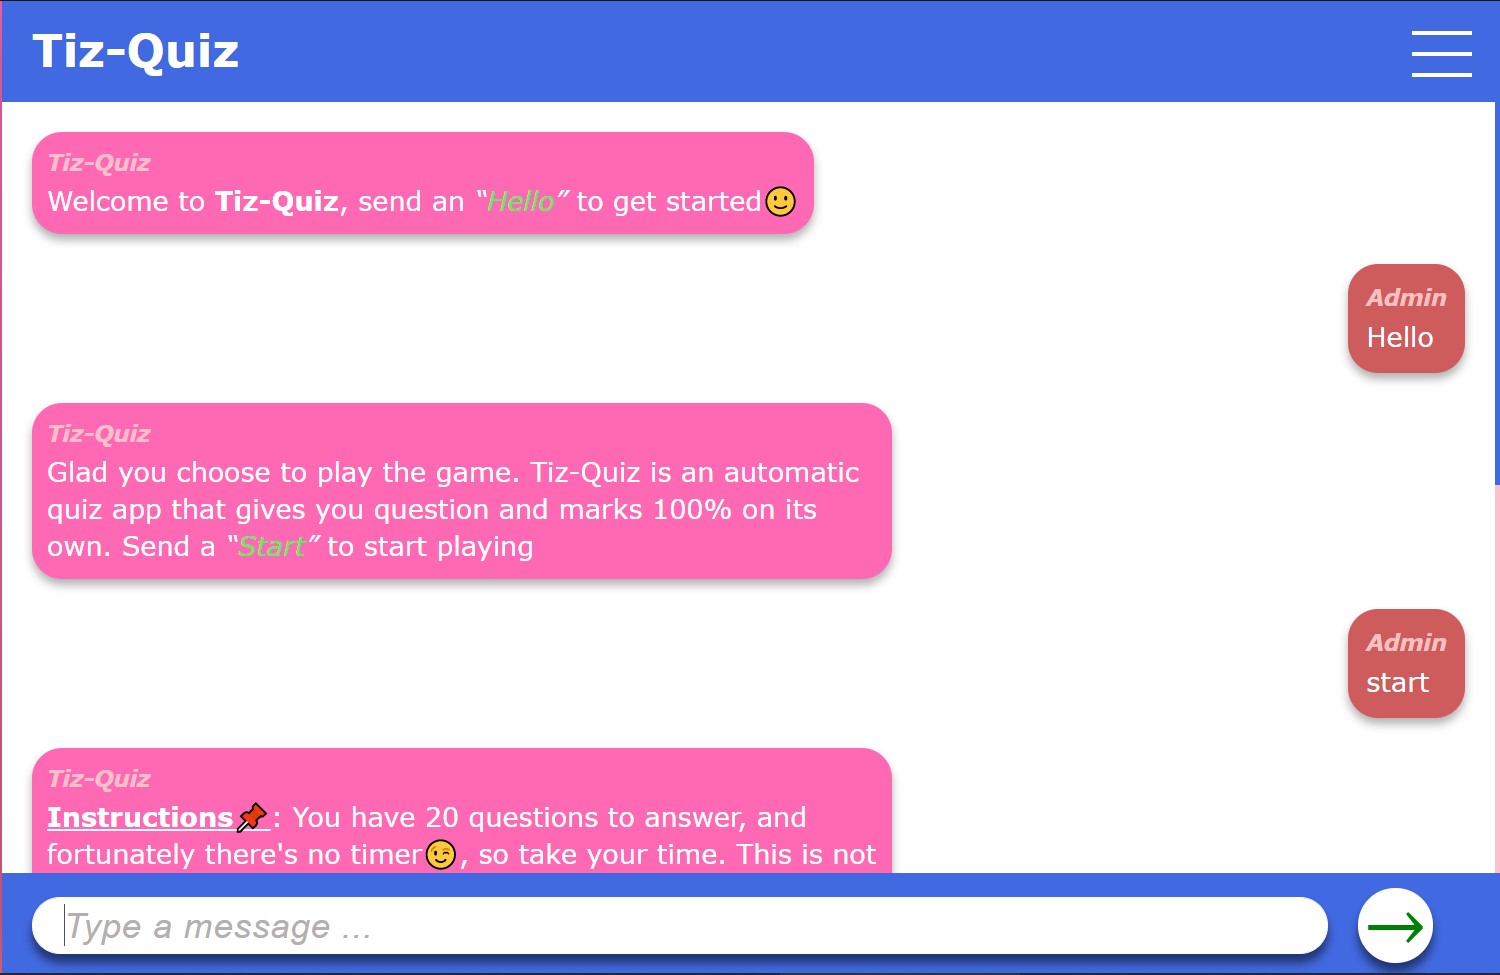 Tiz-Quiz
Tiz-Quiz
Welcome to Tiz-Quiz, send an “Hello” to get started🙂
Admin
Hello
Tiz-Quiz
Glad you choose to play the game. Tiz-Quiz is an automatic
quiz app that gives you question and marks 100% on its
own. Send a “Start” to start playing
Admin
start
Tiz-Quiz
Instructions📌: You have 20 questions to answer, and
fortunately there's no timer😉, so take your time. This is not
Type a message ...